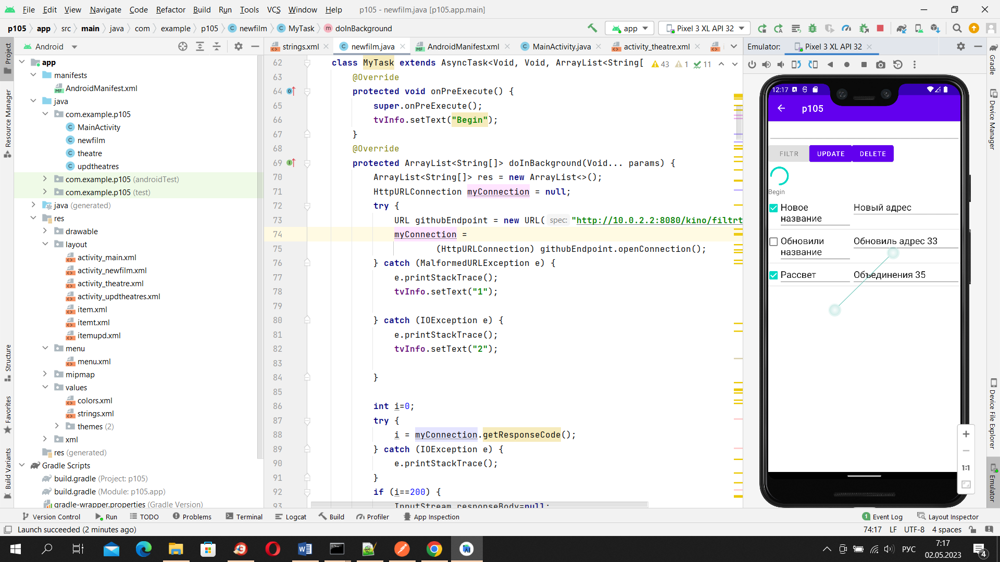 File Edit View Navigate Code Refactor Build Run Tools VCS Window Help p105 - newfilm.java [p105.app.main]
p105 app src main java com example p105 newfilm MyTask doInBackground app Pixel 3 XL API 32
Android strings.xml newfilm.java AndroidManifest.xml MainActivity.java activity_theatre.xml Emulator: Pixel 3 XL API 32
Project
Resource Manager
Structure
Favorites
Build Variants
app
manifests
AndroidManifest.xml
java
com.example.p105
MainActivity
newfilm
theatre
updtheatres
com.example.p105 (androidTest)
com.example.p105 (test)
java (generated)
res
drawable
layout
activity_main.xml
activity_newfilm.xml
activity_theatre.xml
activity_updtheatres.xml
item.xml
itemt.xml
itemupd.xml
menu
menu.xml
mipmap
values
colors.xml
strings.xml
themes (2)
xml
res (generated)
Gradle Scripts
build.gradle (Project: p105)
build.gradle (Module: p105.app)
gradle-wrapper.properties (Gradle Version)
43 1 11
62 class MyTask extends AsyncTask<Void, Void, ArrayList<String[
63 @Override
64 protected void onPreExecute() {
65 super.onPreExecute();
66 tvInfo.setText("Begin");
67 }
68 @Override
69 protected ArrayList<String[]> doInBackground(Void... params) {
70 ArrayList<String[]> res = new ArrayList<>();
71 HttpURLConnection myConnection = null;
72 try {
73 URL githubEndpoint = new URL( spec: "http://10.0.2.2:8080/kino/filtrt
74 myConnection =
75 (HttpURLConnection) githubEndpoint.openConnection();
76 } catch (MalformedURLException e) {
77 e.printStackTrace();
78 tvInfo.setText("1");
79
80 } catch (IOException e) {
81 e.printStackTrace();
82 tvInfo.setText("2");
83
84 }
85
86 int i=0;
87 try {
88 i = myConnection.getResponseCode();
89 } catch (IOException e) {
90 e.printStackTrace();
91 }
92 if (i==200) {
93 InputStream responseBody=null;
12:17
p105
FILTR UPDATE DELETE
Begin
Новое название Новый адрес
Обновили название Обновиль адрес 33
Рассвет Объединения 35
1:1
Gradle
Device Manager
Device File Explorer
Emulator
Version Control Run TODO Problems Terminal Logcat Build Profiler App Inspection 1 Event Log Layout Inspector
Launch succeeded (2 minutes ago) 74:17 LF UTF-8 4 spaces
РУС 7:17
02.05.2023 4